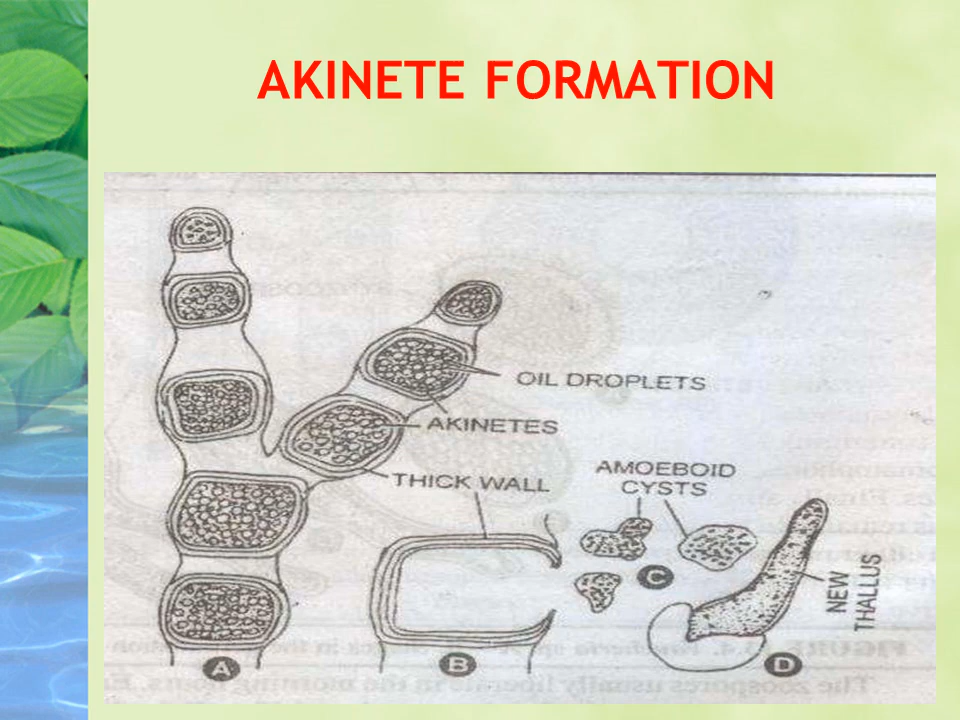 AKINETE FORMATION
OIL DROPLETS
AKINETES
THICK WALL
AMOEBOID
CYSTS
NEW
THALLUS
A
B
C
D
The zoospores usually liberate in the morning hours.